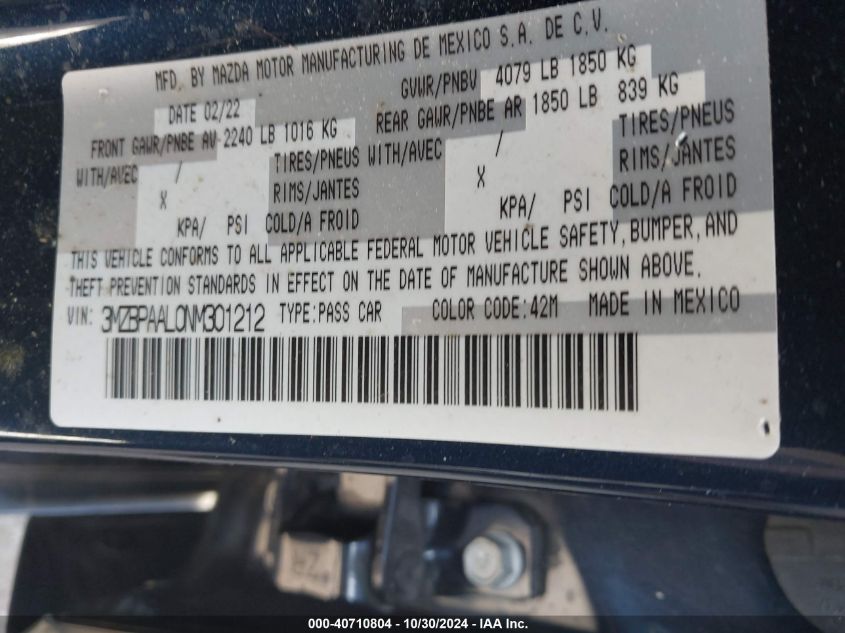 MFD. BY MAZDA MOTOR MANUFACTURING DE MEXICO S.A. DE C.V.
DATE 02/22 GVWR/PNBV 4079 LB 1850 KG
FRONT GAWR/PNBE AV 2240 LB 1016 KG REAR GAWR/PNBE AR 1850 LB 839 KG
WITH/AVEC / TIRES/PNEUS WITH/AVEC / TIRES/PNEUS
X RIMS/JANTES X RIMS/JANTES
KPA/ PSI COLD/A FROID KPA/ PSI COLD/A FROID
THIS VEHICLE CONFORMS TO ALL APPLICABLE FEDERAL MOTOR VEHICLE SAFETY, BUMPER, AND
THEFT PREVENTION STANDARDS IN EFFECT ON THE DATE OF MANUFACTURE SHOWN ABOVE.
VIN: 3MZBPAAL0NM301212 TYPE:PASS CAR COLOR CODE:42M MADE IN MEXICO
000-40710804 - 10/30/2024 - IAAI.COM.